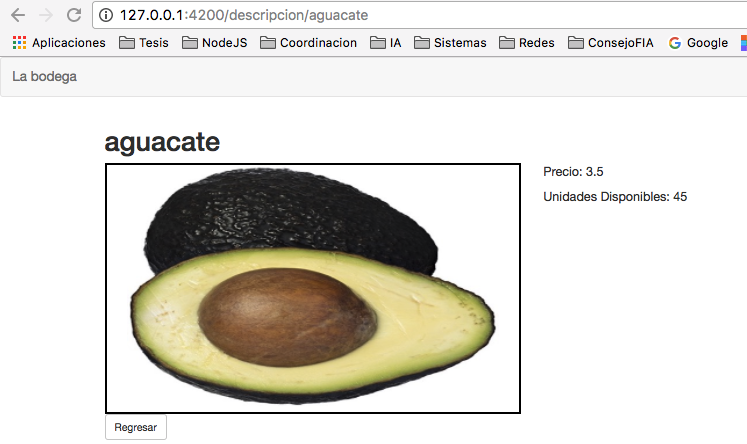 127.0.0.1:4200/descripcion/aguacate
Aplicaciones Tesis NodeJS Coordinacion IA Sistemas Redes ConsejoFIA Google
La bodega
aguacate
Precio: 3.5
Unidades Disponibles: 45
Regresar